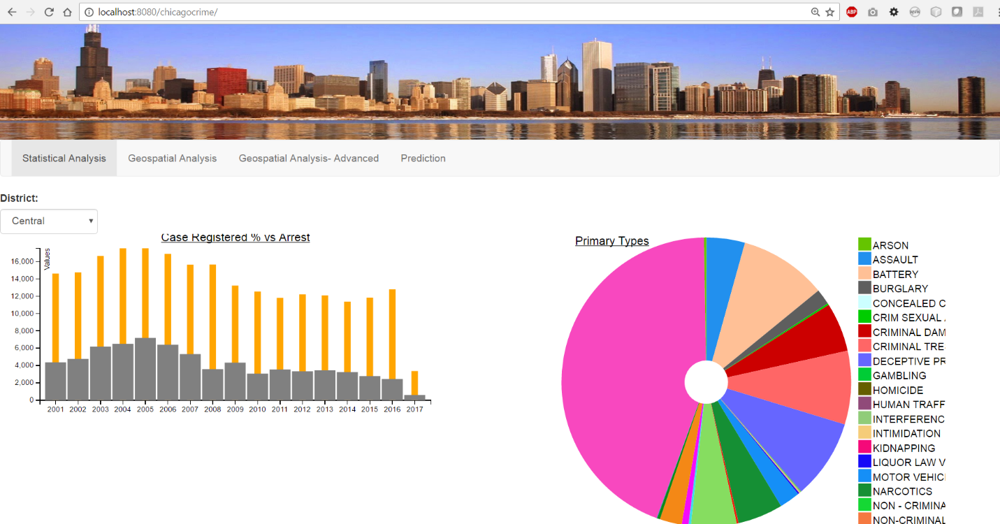 localhost:8080/chicagocrime/
ABP
Statistical Analysis Geospatial Analysis Geospatial Analysis- Advanced Prediction
District:
Central
Case Registered % vs Arrest
Values
16,000
14,000
12,000
10,000
8,000
6,000
4,000
2,000
0
2001 2002 2003 2004 2005 2006 2007 2008 2009 2010 2011 2012 2013 2014 2015 2016 2017
Primary Types
ARSON
ASSAULT
BATTERY
BURGLARY
CONCEALED C
CRIM SEXUAL
CRIMINAL DAM
CRIMINAL TRE
DECEPTIVE PR
GAMBLING
HOMICIDE
HUMAN TRAFF
INTERFERENC
INTIMIDATION
KIDNAPPING
LIQUOR LAW V
MOTOR VEHIC
NARCOTICS
NON - CRIMINA
NON-CRIMINAL